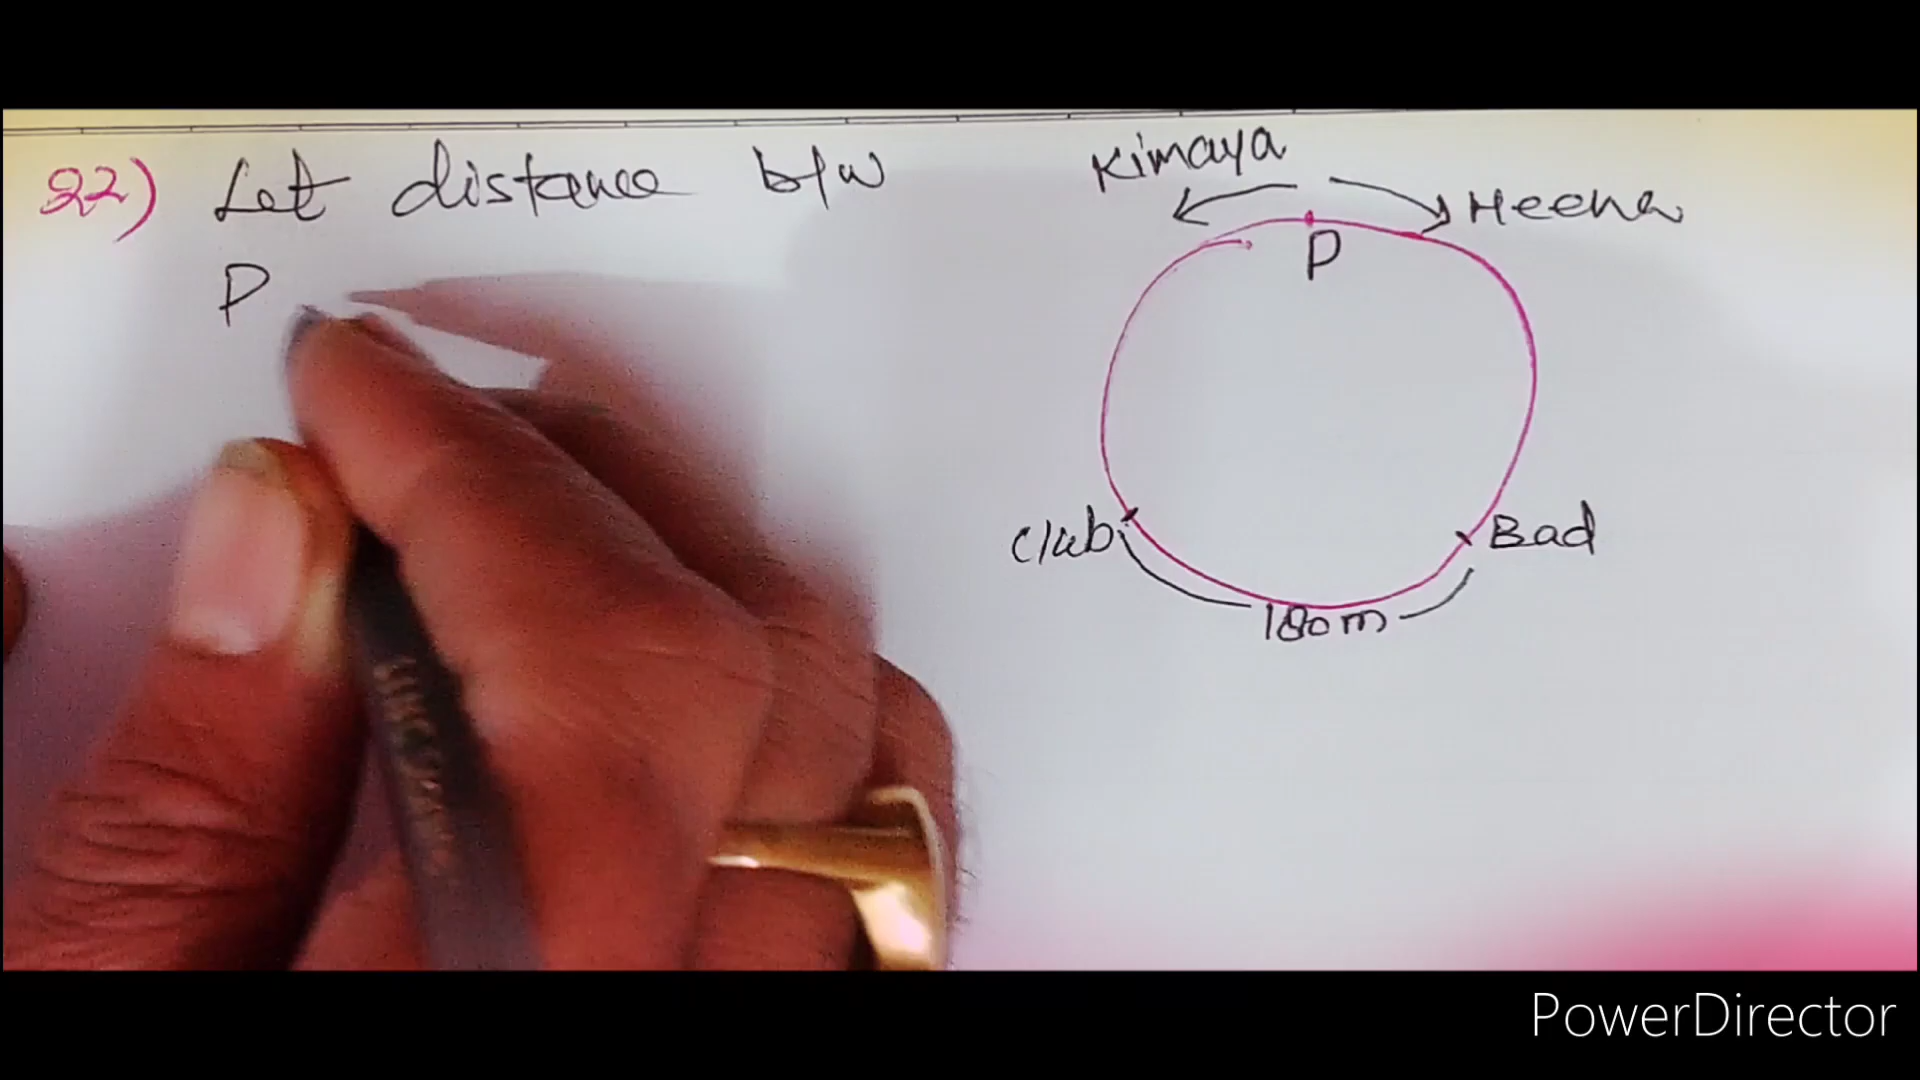 22) Let distance b/w
P
Kimaya
Heena
P
Club
Bad
180m
PowerDirector